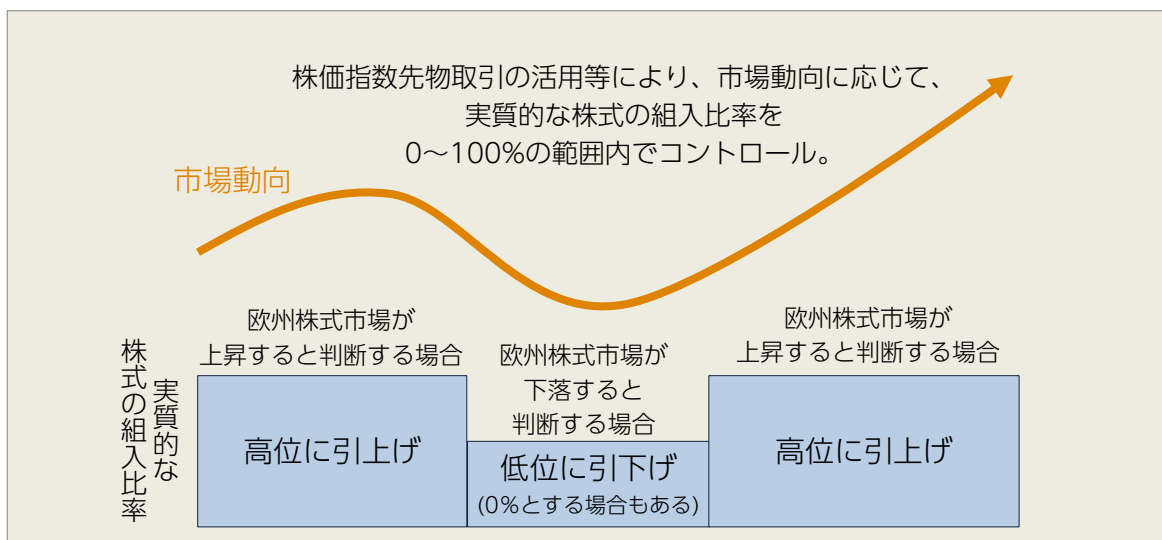 株価指数先物取引の活用等により、市場動向に応じて、
実質的な株式の組入比率を
0～100%の範囲内でコントロール。
市場動向
欧州株式市場が
上昇すると判断する場合
欧州株式市場が
下落すると
判断する場合
欧州株式市場が
上昇すると判断する場合
実質的な
株式の組入比率
高位に引上げ
低位に引下げ
(0%とする場合もある)
高位に引上げ